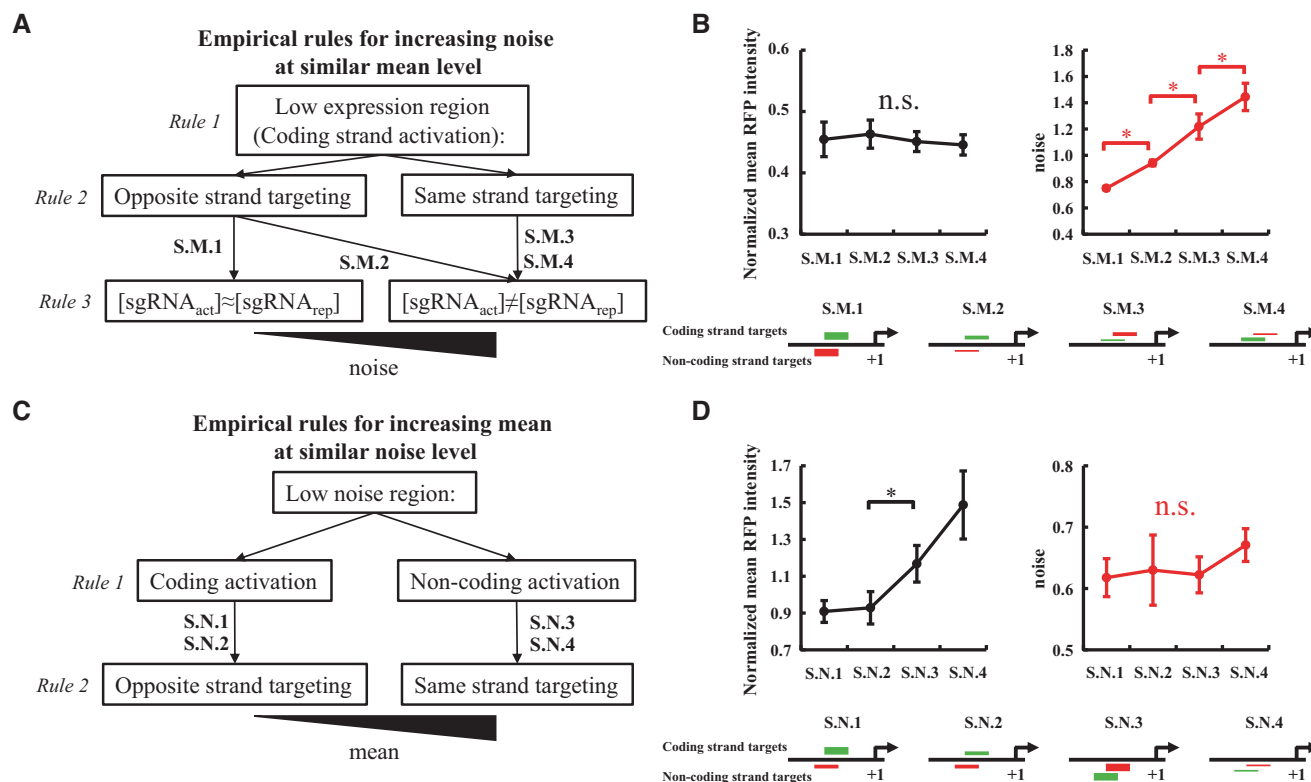 A
Empirical rules for increasing noise
at similar mean level
Rule 1
Low expression region
(Coding strand activation):
Rule 2
Opposite strand targeting
Same strand targeting
S.M.1
S.M.2
S.M.3
S.M.4
Rule 3
[sgRNAact]≈[sgRNArep]
[sgRNAact]≠[sgRNArep]
noise
B
Normalized mean RFP intensity
0.6
0.5
0.4
0.3
n.s.
S.M.1 S.M.2 S.M.3 S.M.4
noise
1.8
1.6
1.4
1.2
1.0
0.8
0.6
0.4
* * *
S.M.1 S.M.2 S.M.3 S.M.4
S.M.1 S.M.2 S.M.3 S.M.4
Coding strand targets
Non-coding strand targets
+1 +1 +1 +1
C
Empirical rules for increasing mean
at similar noise level
Low noise region:
Rule 1
Coding activation
Non-coding activation
S.N.1
S.N.2
S.N.3
S.N.4
Rule 2
Opposite strand targeting
Same strand targeting
mean
D
Normalized mean RFP intensity
1.7
1.5
1.3
1.1
0.9
0.7
*
S.N.1 S.N.2 S.N.3 S.N.4
noise
0.8
0.7
0.6
0.5
n.s.
S.N.1 S.N.2 S.N.3 S.N.4
S.N.1 S.N.2 S.N.3 S.N.4
Coding strand targets
Non-coding strand targets
+1 +1 +1 +1